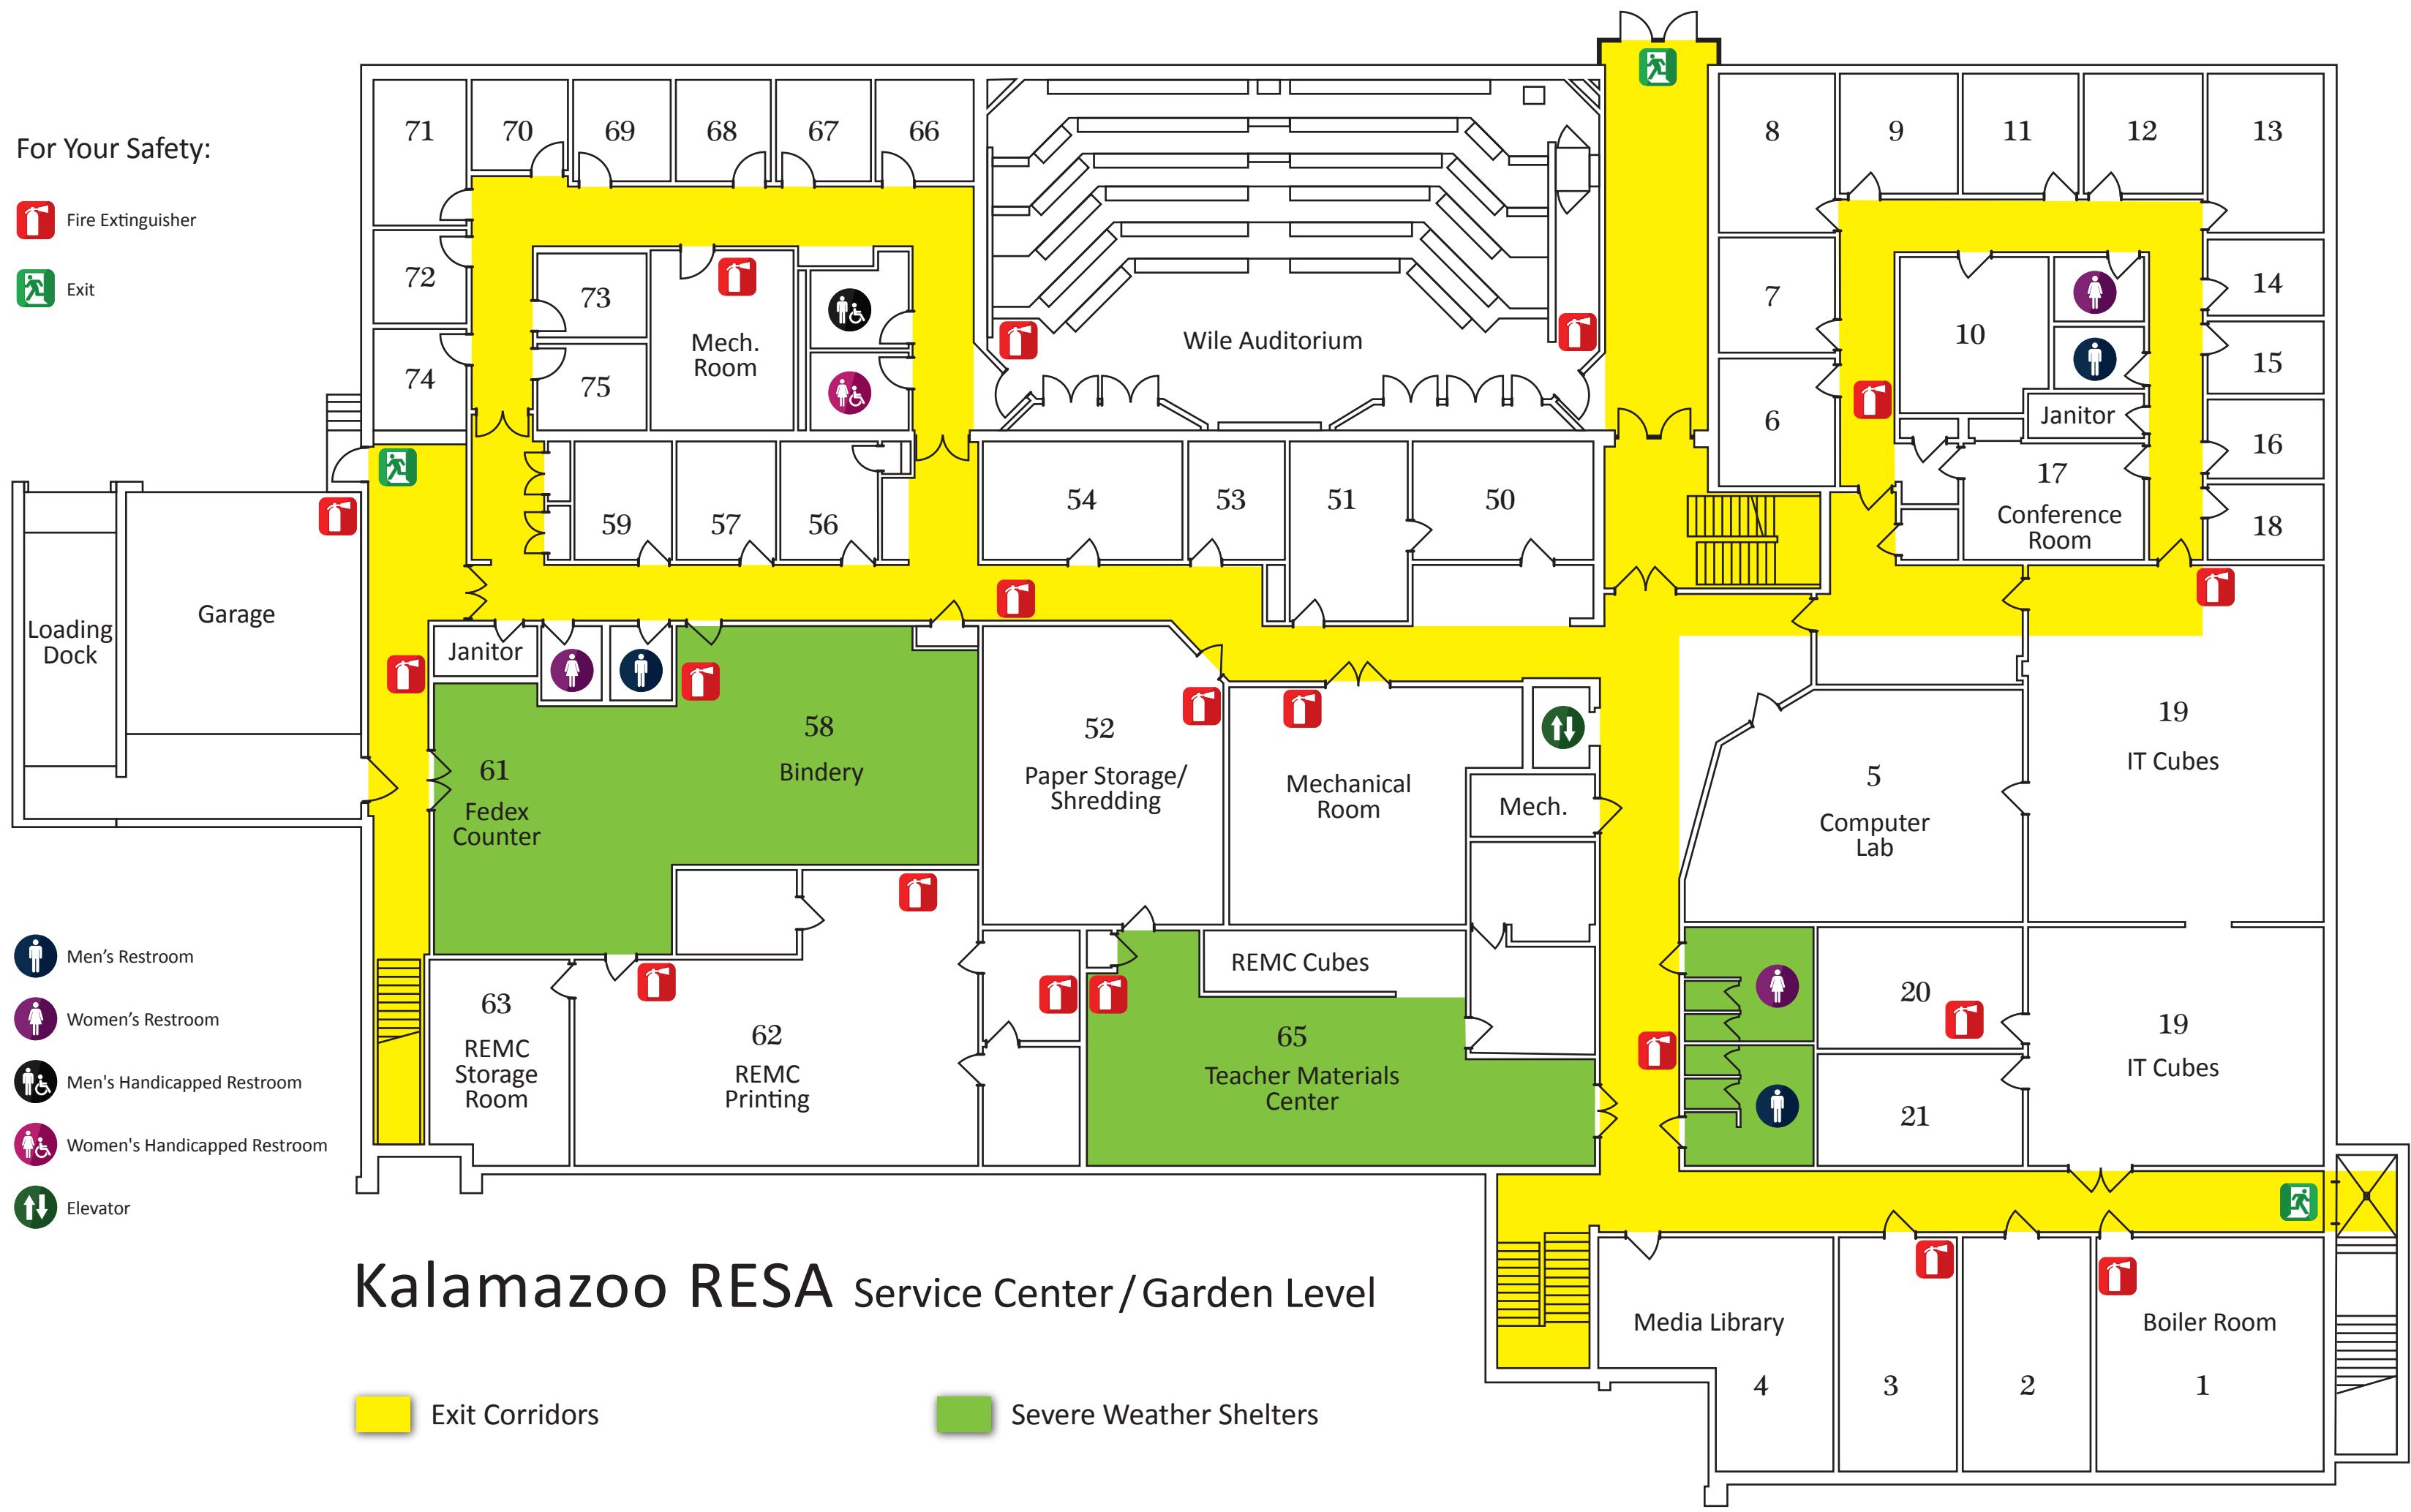 For Your Safety:
Fire Extinguisher
Exit
Men's Restroom
Women's Restroom
Men's Handicapped Restroom
Women's Handicapped Restroom
Elevator
71
70
69
68
67
66
72
74
73
75
Mech.
Room
Wile Auditorium
8
9
11
12
13
7
6
10
14
15
16
18
Janitor
17
Conference
Room
59
57
56
54
53
51
50
Loading
Dock
Garage
Janitor
61
Fedex
Counter
58
Bindery
52
Paper Storage/
Shredding
Mechanical
Room
Mech.
5
Computer
Lab
19
IT Cubes
63
REMC
Storage
Room
62
REMC
Printing
REMC Cubes
65
Teacher Materials
Center
20
21
19
IT Cubes
Media Library
4
3
2
Boiler Room
1
Kalamazoo RESA Service Center/Garden Level
Exit Corridors
Severe Weather Shelters